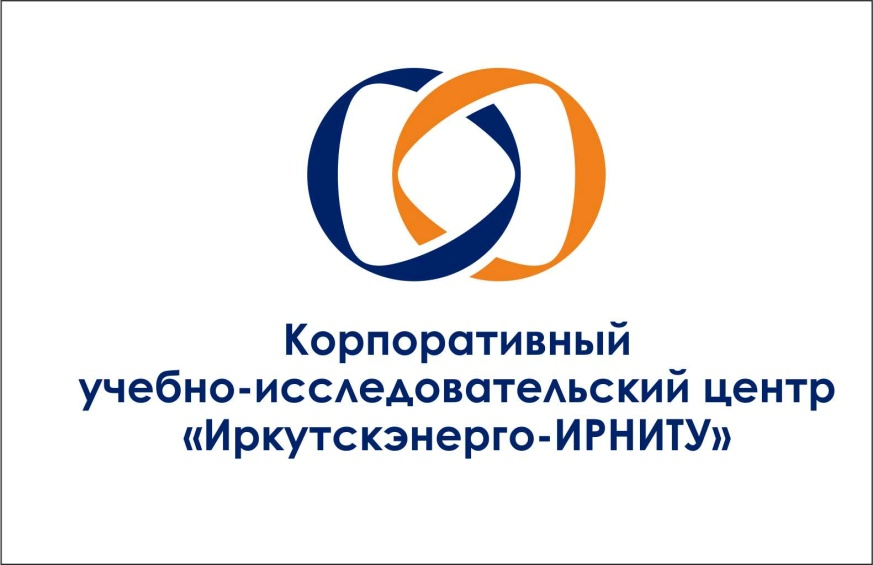 Корпоративный
учебно-исследовательский центр
«Иркутскэнерго-ИРНИТУ»